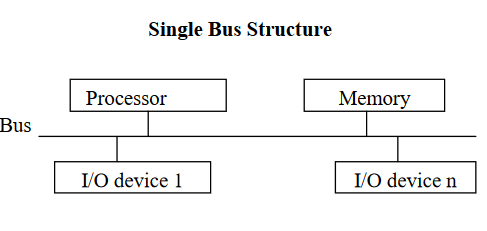 Single Bus Structure
Processor
Memory
Bus
I/O device 1
I/O device n